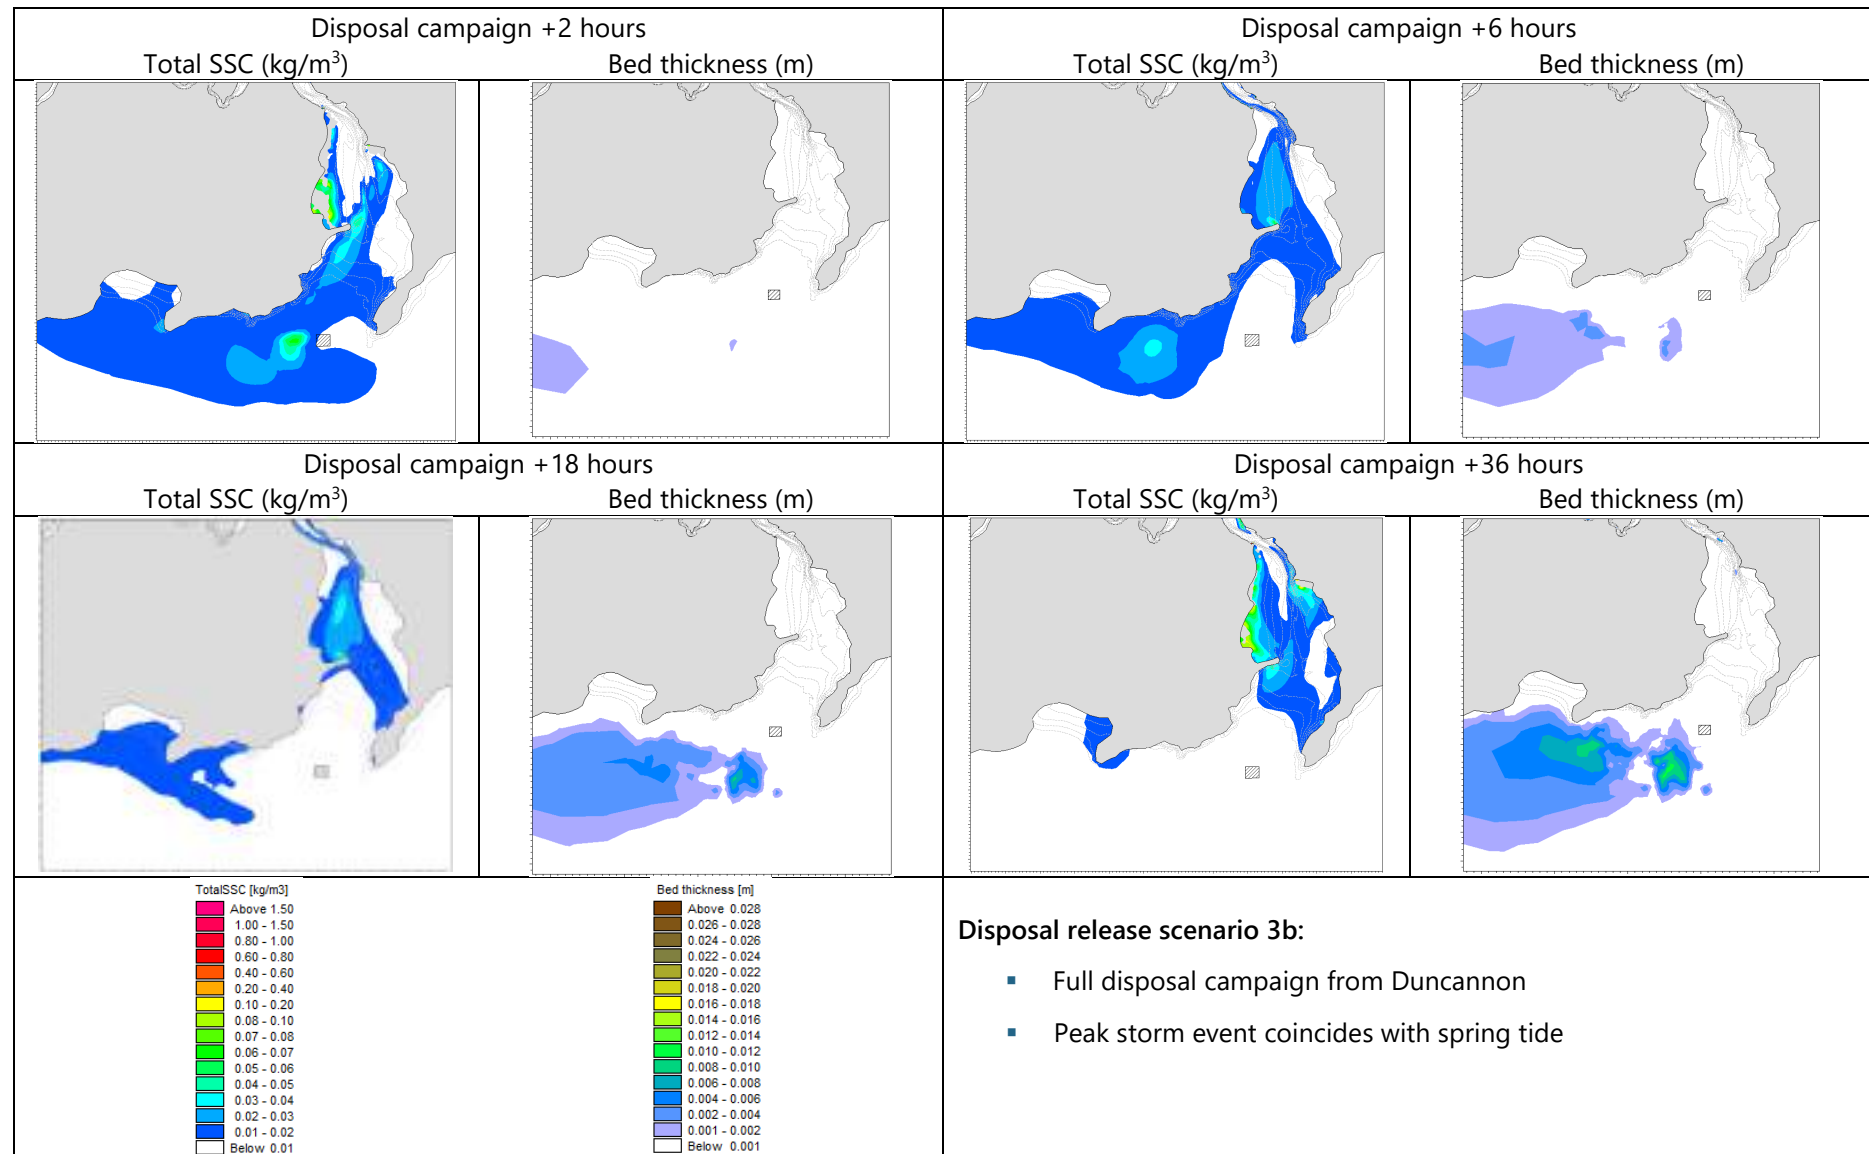 Disposal campaign +2 hours
Total SSC (kg/m³)
Bed thickness (m)
Disposal campaign +6 hours
Total SSC (kg/m³)
Bed thickness (m)
Disposal campaign +18 hours
Total SSC (kg/m³)
Bed thickness (m)
Disposal campaign +36 hours
Total SSC (kg/m³)
Bed thickness (m)
TotalSSC [kg/m3]
Above 1.50
1.00 - 1.50
0.80 - 1.00
0.60 - 0.80
0.40 - 0.60
0.20 - 0.40
0.10 - 0.20
0.08 - 0.10
0.07 - 0.08
0.06 - 0.07
0.05 - 0.06
0.04 - 0.05
0.03 - 0.04
0.02 - 0.03
0.01 - 0.02
Below 0.01
Bed thickness [m]
Above 0.028
0.026 - 0.028
0.024 - 0.026
0.022 - 0.024
0.020 - 0.022
0.018 - 0.020
0.016 - 0.018
0.014 - 0.016
0.012 - 0.014
0.010 - 0.012
0.008 - 0.010
0.006 - 0.008
0.004 - 0.006
0.002 - 0.004
0.001 - 0.002
Below 0.001
Disposal release scenario 3b:
▪ Full disposal campaign from Duncannon
▪ Peak storm event coincides with spring tide